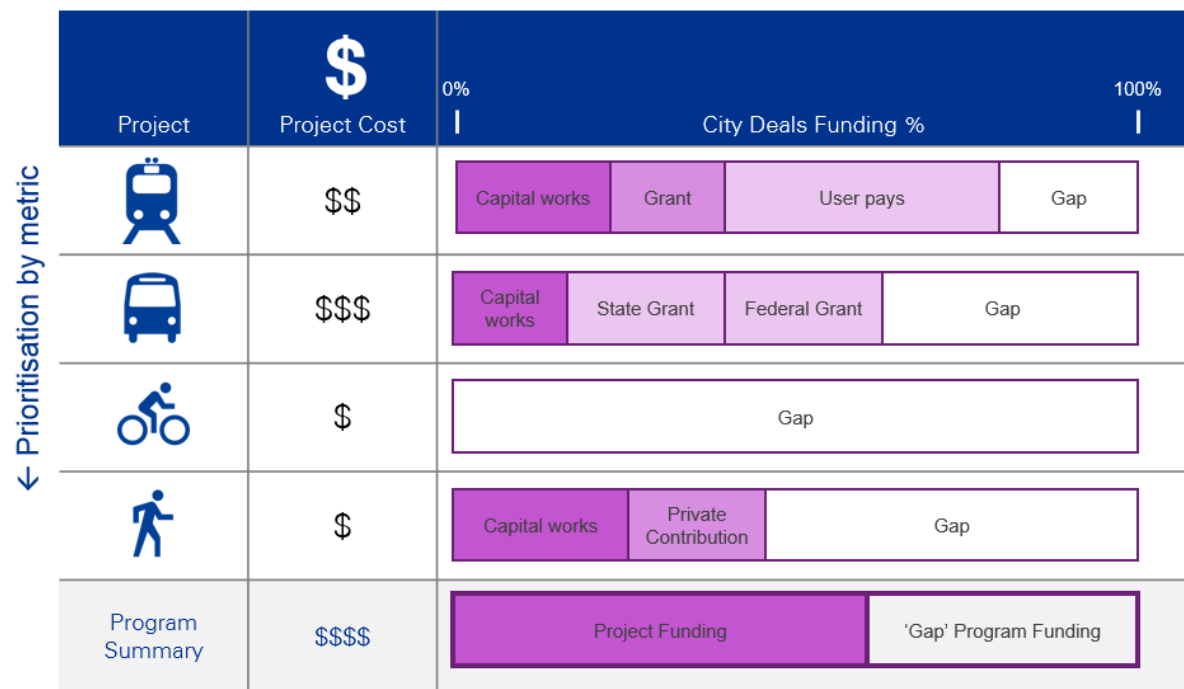 $
0%
100%
Project
Project Cost
City Deals Funding %
← Prioritisation by metric
$$
Capital works
Grant
User pays
Gap
$$$
Capital
works
State Grant
Federal Grant
Gap
$
Gap
$
Capital works
Private
Contribution
Gap
Program
Summary
$$$$
Project Funding
‘Gap’ Program Funding